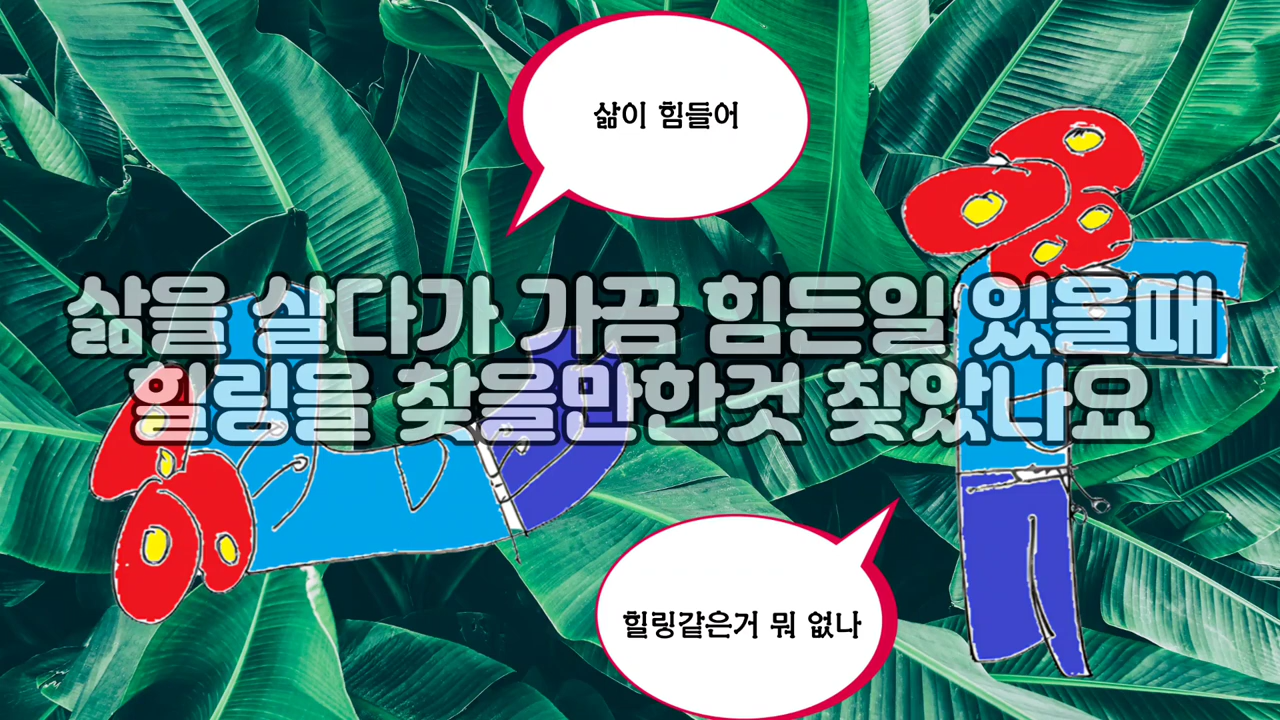 삶이 힘들어
삶을 살다가 가끔 힘든일 있을때
힐링을 찾을만한것 찾았나요
힐링같은거 뭐 없나